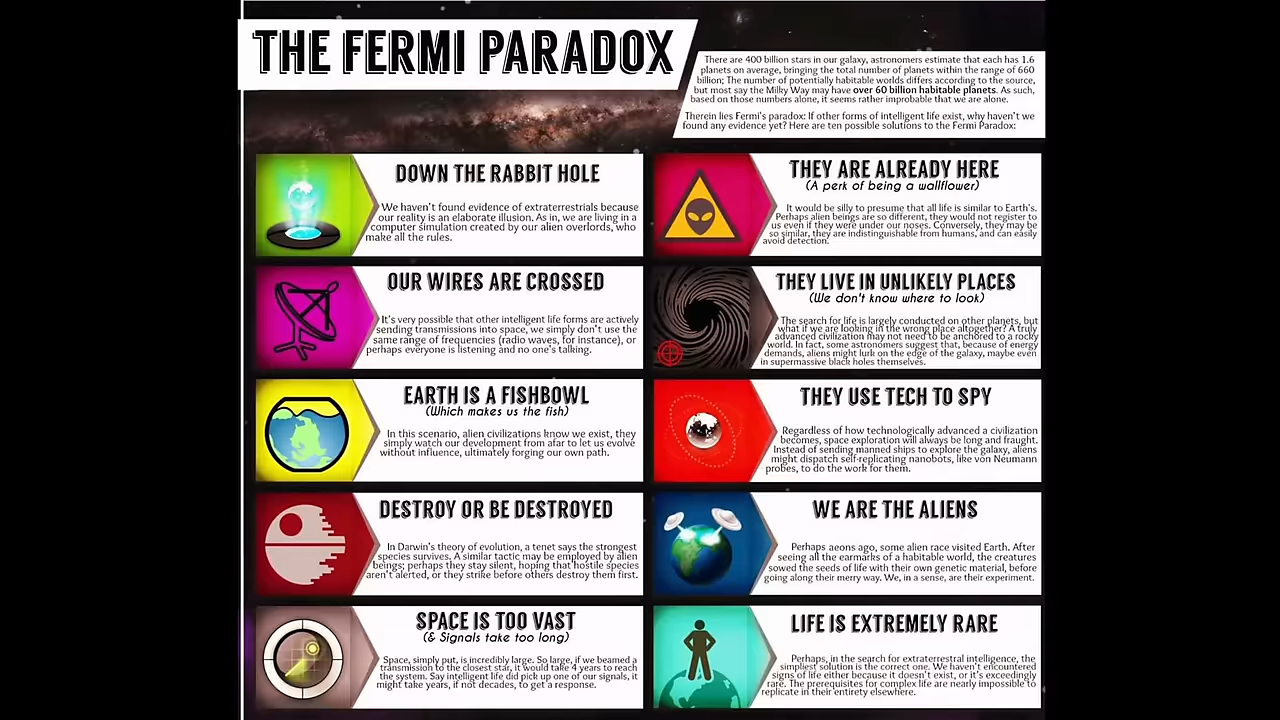 THE FERMI PARADOX
There are 400 billion stars in our galaxy, astronomers estimate that each has 1.6
planets on average, bringing the total number of planets within the range of 660
billion; The number of potentially habitable worlds differs according to the source,
but most say the Milky Way may have over 60 billion habitable planets. As such,
based on those numbers alone, it seems rather improbable that we are alone.
Therein lies Fermi's paradox: If other forms of intelligent life exist, why haven't we
found any evidence yet? Here are ten possible solutions to the Fermi Paradox:
DOWN THE RABBIT HOLE
We haven't found evidence of extraterrestrials because
our reality is an elaborate illusion. As in, we are living in a
computer simulation created by our alien overlords, who
make all the rules.
THEY ARE ALREADY HERE
(A perk of being a wallflower)
It would be silly to presume that all life is similar to Earth's.
Perhaps alien beings are so different, they would not register to
us even if they were under our noses. Conversely, they may be
so similar, they are indistinguishable from humans, and can easily
avoid detection.
OUR WIRES ARE CROSSED
It's very possible that other intelligent life forms are actively
sending transmissions into space, we simply don't use the
same range of frequencies (radio waves, for instance), or
perhaps everyone is listening and no one's talking.
THEY LIVE IN UNLIKELY PLACES
(We don't know where to look)
The search for life is largely conducted on other planets, but
what if we are looking in the wrong place altogether? A truly
advanced civilization may not need to be anchored to a rocky
world. In fact, some astronomers suggest that, because of energy
demands, aliens might lurk on the edge of the galaxy, maybe even
in supermassive black holes themselves.
EARTH IS A FISHBOWL
(Which makes us the fish)
In this scenario, alien civilizations know we exist, they
simply watch our development from afar to let us evolve
without influence, ultimately forging our own path.
THEY USE TECH TO SPY
Regardless of how technologically advanced a civilization
becomes, space exploration will always be long and fraught.
Instead of sending manned ships to explore the galaxy, aliens
might dispatch self-replicating nanobots, like von Neumann
probes, to do the work for them.
DESTROY OR BE DESTROYED
In Darwin's theory of evolution, a tenet says the strongest
species survives. A similar tactic may be employed by alien
beings; perhaps they stay silent, hoping that hostile species
aren't alerted, or they strike before others destroy them first.
WE ARE THE ALIENS
Perhaps aeons ago, some alien race visited Earth. After
seeing all the earmarks of a habitable world, the creatures
sowed the seeds of life with their own genetic material, before
going along their merry way. We, in a sense, are their experiment.
SPACE IS TOO VAST
(& Signals take too long)
Space, simply put, is incredibly large. So large, if we beamed a
transmission to the closest star, it would take 4 years to reach
the system. Say intelligent life did pick up one of our signals, it
might take years, if not decades, to get a response.
LIFE IS EXTREMELY RARE
Perhaps, in the search for extraterrestrial intelligence, the
simpliest solution is the correct one. We haven't encountered
signs of life either because it doesn't exist, or it's exceedingly
rare. The prerequisites for complex life are nearly impossible to
replicate in their entirety elsewhere.